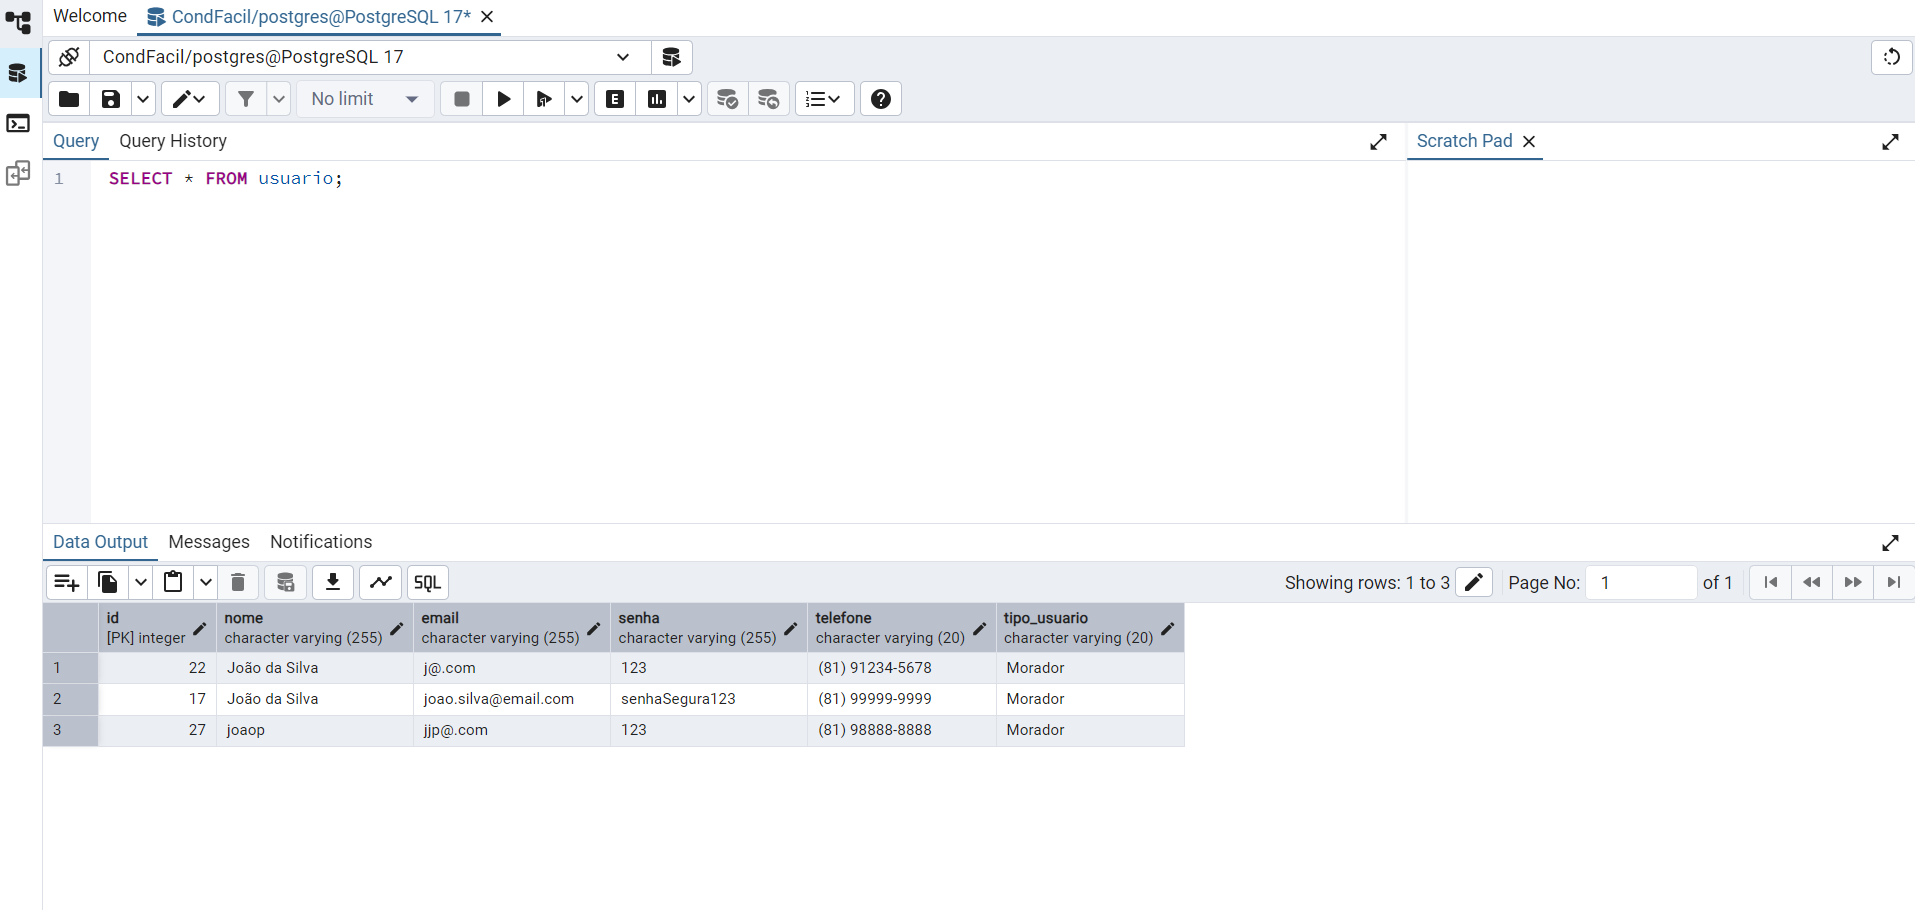 Welcome CondFacil/postgres@PostgreSQL 17*
CondFacil/postgres@PostgreSQL 17
No limit E
Query Query History Scratch Pad
1 SELECT * FROM usuario;
Data Output Messages Notifications
SQL Showing rows: 1 to 3 Page No: 1 of 1
id nome email senha telefone tipo_usuario
[PK] integer character varying (255) character varying (255) character varying (255) character varying (20) character varying (20)
1 22 João da Silva j@.com 123 (81) 91234-5678 Morador
2 17 João da Silva joao.silva@email.com senhaSegura123 (81) 99999-9999 Morador
3 27 joaop jjp@.com 123 (81) 98888-8888 Morador